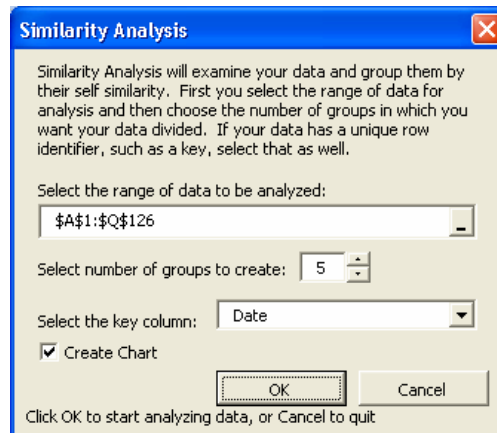 Similarity Analysis
Similarity Analysis will examine your data and group them by
their self similarity. First you select the range of data for
analysis and then choose the number of groups in which you
want your data divided. If your data has a unique row
identifier, such as a key, select that as well.
Select the range of data to be analyzed:
$A$1:$Q$126
Select number of groups to create: 5
Select the key column: Date
Create Chart
OK Cancel
Click OK to start analyzing data, or Cancel to quit